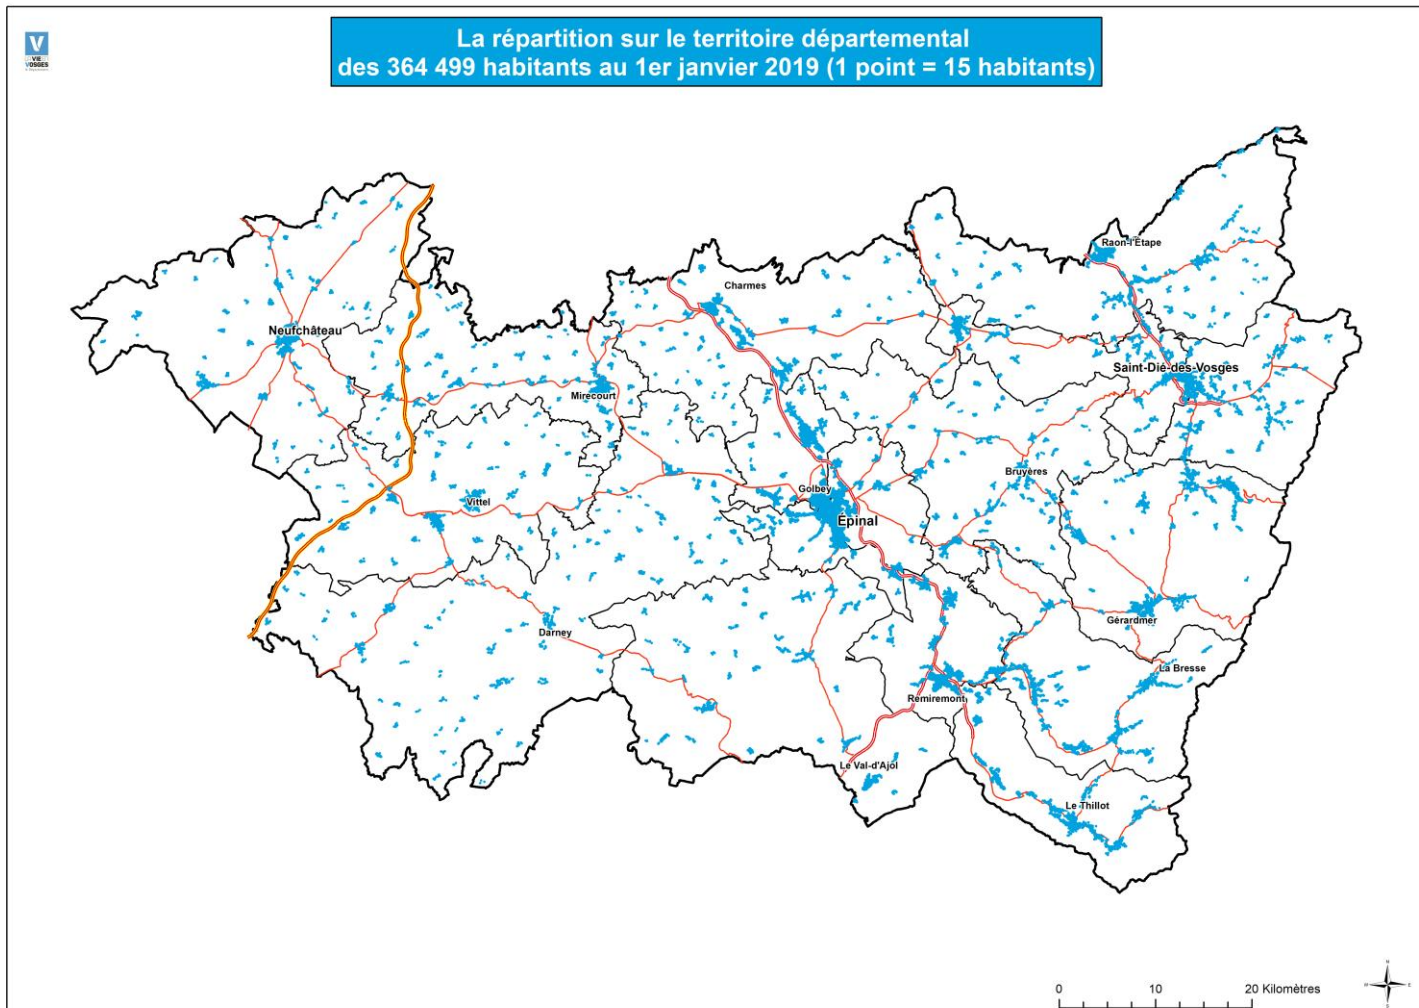 V
VOSGES
La répartition sur le territoire départemental
des 364 499 habitants au 1er janvier 2019 (1 point = 15 habitants)
Raon-l'Étape
Charmes
Neufchâteau
Saint-Dié-des-Vosges
Mirecourt
Bruyères
Golbey
Vittel
Épinal
Gérardmer
Darney
La Bresse
Remiremont
Le Val-d'Ajol
Le Thillot
N
0 10 20 Kilomètres